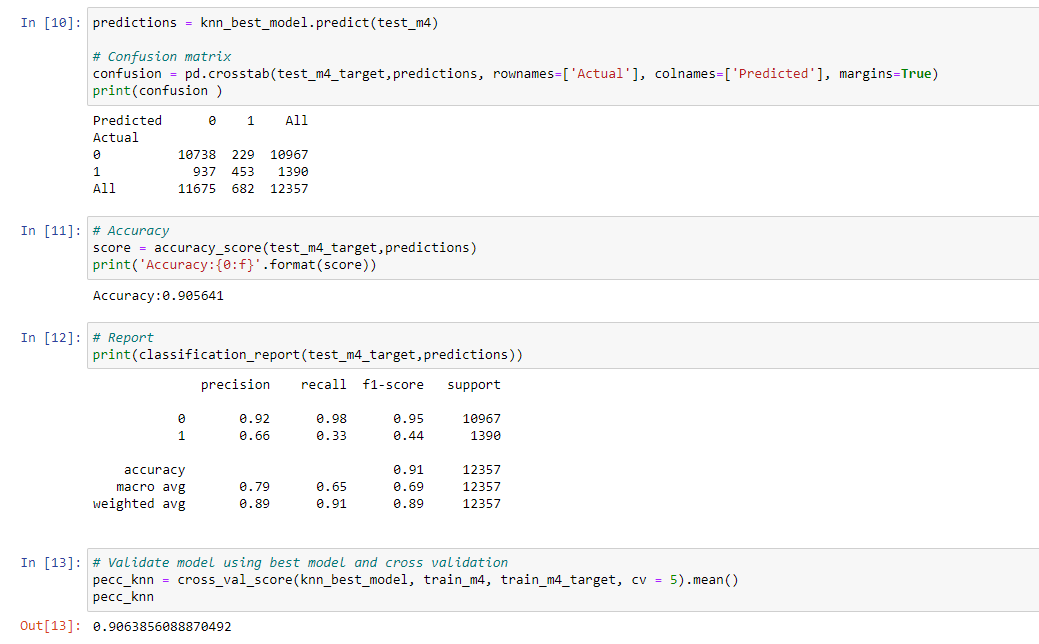 In [10]: predictions = knn_best_model.predict(test_m4)
# Confusion matrix
confusion = pd.crosstab(test_m4_target,predictions, rownames=['Actual'], colnames=['Predicted'], margins=True)
print(confusion )
Predicted 0 1 All
Actual
0 10738 229 10967
1 937 453 1390
All 11675 682 12357
In [11]: # Accuracy
score = accuracy_score(test_m4_target,predictions)
print('Accuracy:{0:f}'.format(score))
Accuracy:0.905641
In [12]: # Report
print(classification_report(test_m4_target,predictions))
precision recall f1-score support
0 0.92 0.98 0.95 10967
1 0.66 0.33 0.44 1390
accuracy 0.91 12357
macro avg 0.79 0.65 0.69 12357
weighted avg 0.89 0.91 0.89 12357
In [13]: # Validate model using best model and cross validation
pecc_knn = cross_val_score(knn_best_model, train_m4, train_m4_target, cv = 5).mean()
pecc_knn
Out[13]: 0.9063856088870492